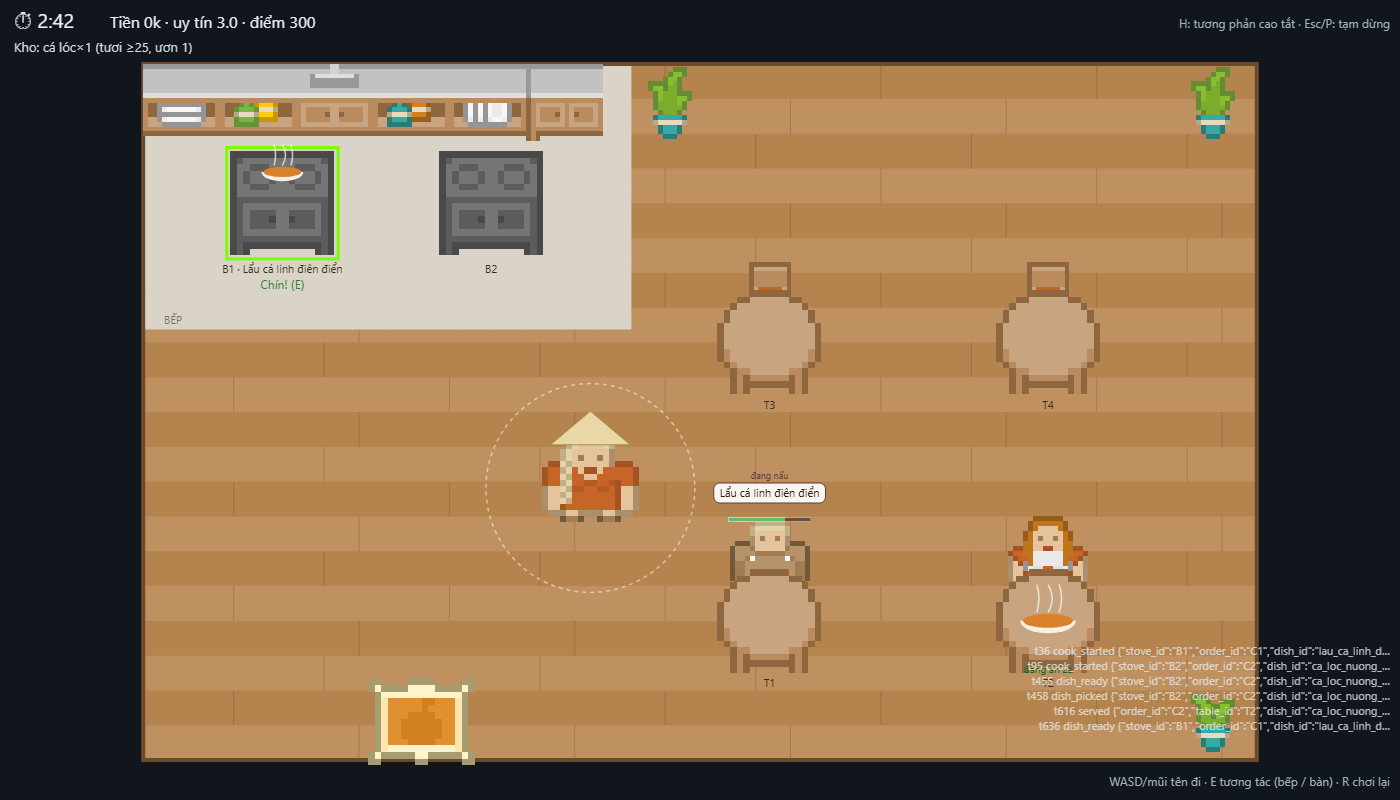 ⏱ 2:42 Tiền 0k · uy tín 3.0 · điểm 300
H: tương phản cao tắt · Esc/P: tạm dừng
Kho: cá lóc×1 (tươi ≥25, ươn 1)
B1 · Lẩu cá linh điên điển
Chín! (E)
B2
BẾP
T3
T4
đang nấu
Lẩu cá linh điên điển
T1
t36 cook_started {"stove_id":"B1","order_id":"C1","dish_id":"lau_ca_linh_d...
t95 cook_started {"stove_id":"B2","order_id":"C2","dish_id":"ca_loc_nuong_...
t455 dish_ready {"stove_id":"B2","order_id":"C2","dish_id":"ca_loc_nuong_...
t458 dish_picked {"stove_id":"B2","order_id":"C2","dish_id":"ca_loc_nuong_...
t616 served {"order_id":"C2","table_id":"T2","dish_id":"ca_loc_nuong_...
t636 dish_ready {"stove_id":"B1","order_id":"C1","dish_id":"lau_ca_linh_d...
WASD/mũi tên đi · E tương tác (bếp / bàn) · R chơi lại